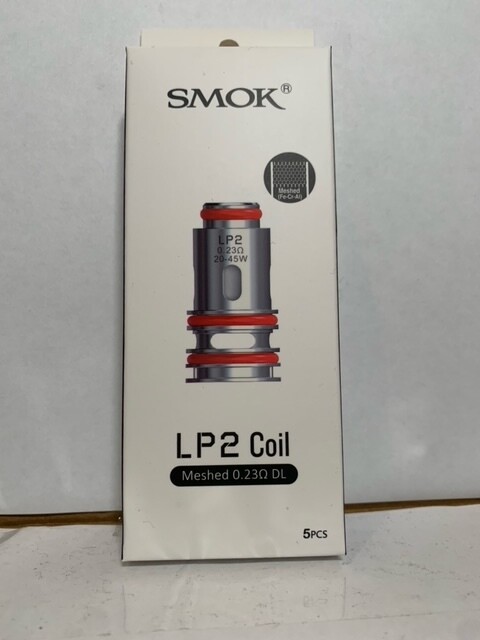 SMOK®
Meshed
(Fe-Cr-Al)
LP2
0.23Ω
20-45W
LP2 Coil
Meshed 0.23Ω DL
5PCS